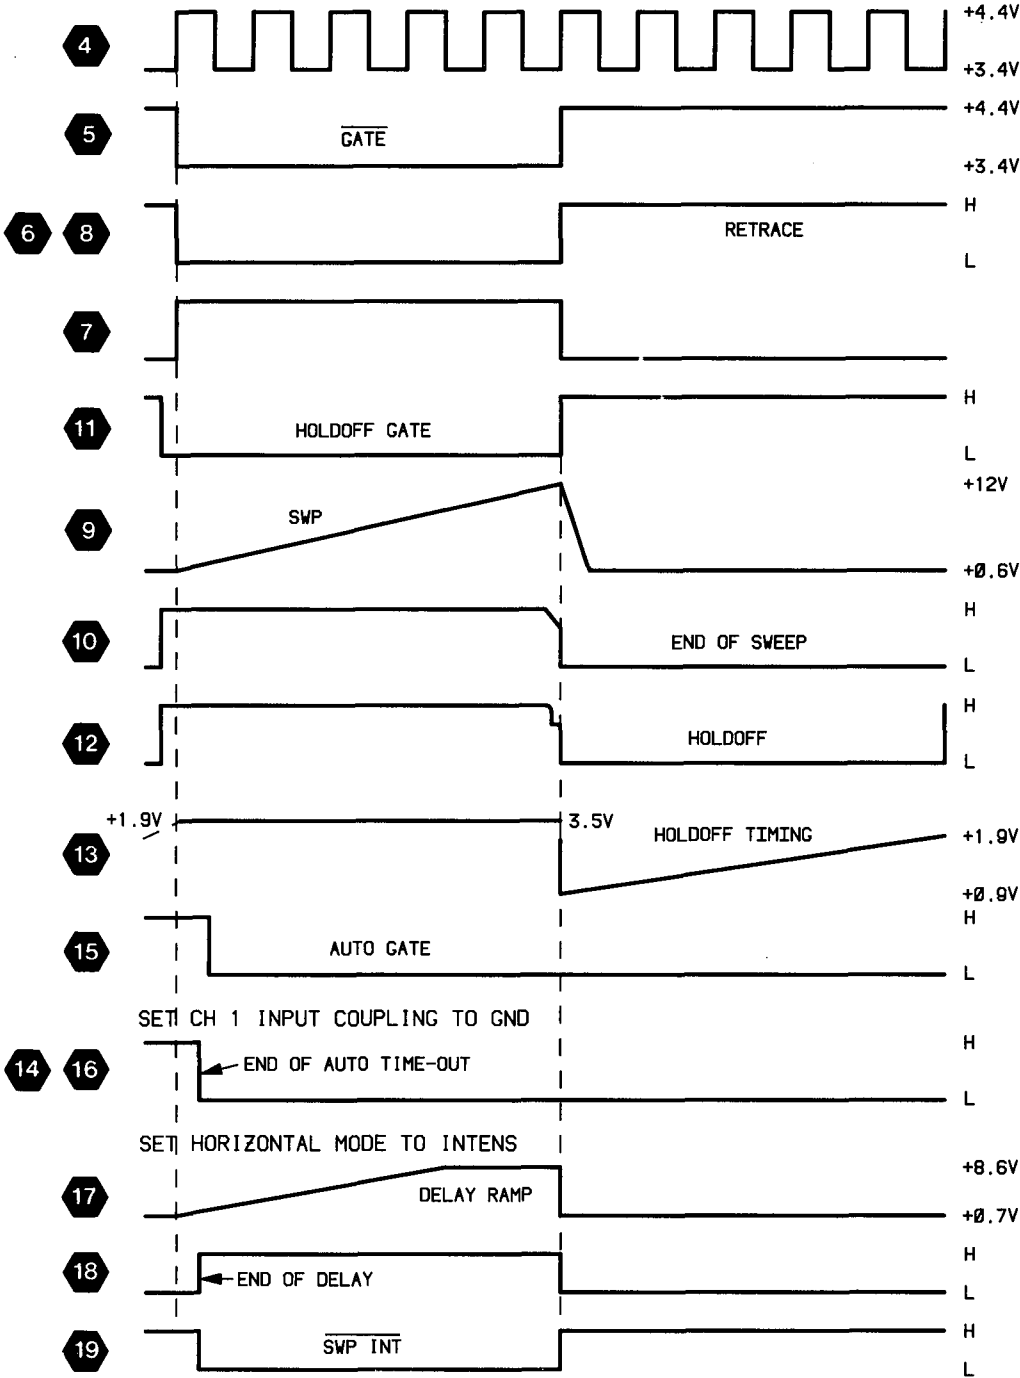 4
+4.4V
+3.4V
5
GATE
+4.4V
+3.4V
6 8
RETRACE
H
L
7
11
HOLDOFF GATE
H
L
9
SWP
+12V
+0.6V
10
END OF SWEEP
H
L
12
HOLDOFF
H
L
13
+1.9V
3.5V
HOLDOFF TIMING
+1.9V
+0.9V
15
AUTO GATE
H
L
SET CH 1 INPUT COUPLING TO GND
14 16
END OF AUTO TIME-OUT
H
L
SET HORIZONTAL MODE TO INTENS
17
DELAY RAMP
+8.6V
+0.7V
18
END OF DELAY
H
L
19
SWP INT
H
L